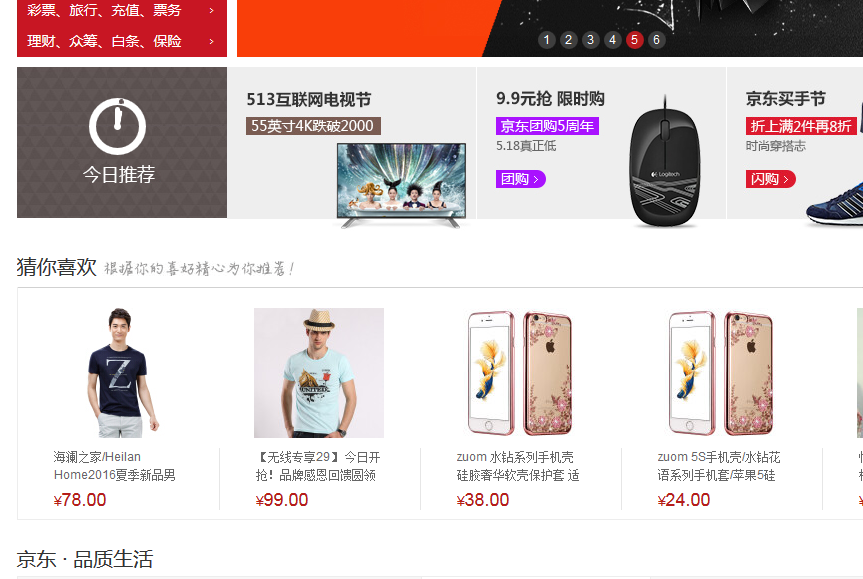 彩票、旅行、充值、票务 >
理财、众筹、白条、保险 >
1 2 3 4 5 6
今日推荐
513互联网电视节
55英寸4K跌破2000
9.9元抢 限时购
京东团购5周年
5.18真正低
团购 >
Logitech
京东买手节
折上满2件再8折
时尚穿搭志
闪购 >
猜你喜欢 根据你的喜好精心为你推荐!
海澜之家/Heilan
Home2016夏季新品男
¥78.00
【无线专享29】今日开
抢！品牌感恩回馈圆领
¥99.00
zuom 水钻系列手机壳
硅胶奢华软壳保护套 适
¥38.00
zuom 5S手机壳/水钻花
语系列手机套/苹果5硅
¥24.00
京东 · 品质生活